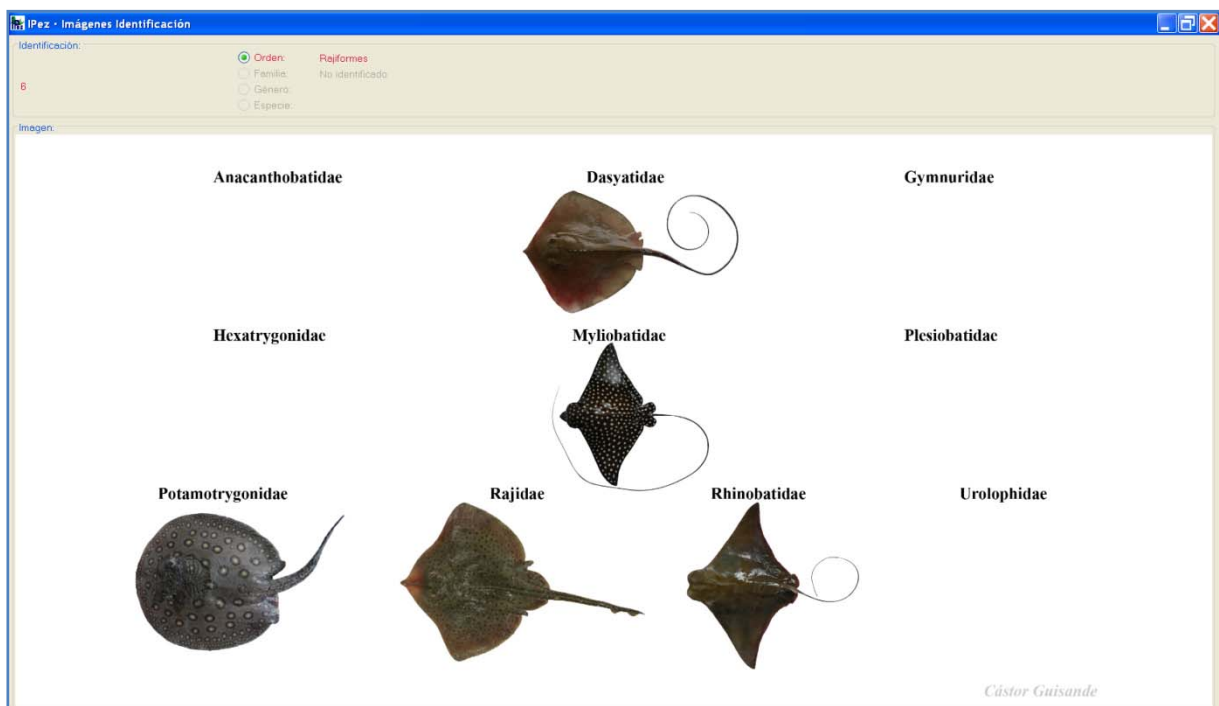 IPez - Imágenes Identificación
Identificación:
Orden: Rajiformes
Familia: No identificado
6
Género:
Especie:
Imagen:
Anacanthobatidae Dasyatidae Gymnuridae
Hexatrygonidae Myliobatidae Plesiobatidae
Potamotrygonidae Rajidae Rhinobatidae Urolophidae
Cástor Guisande